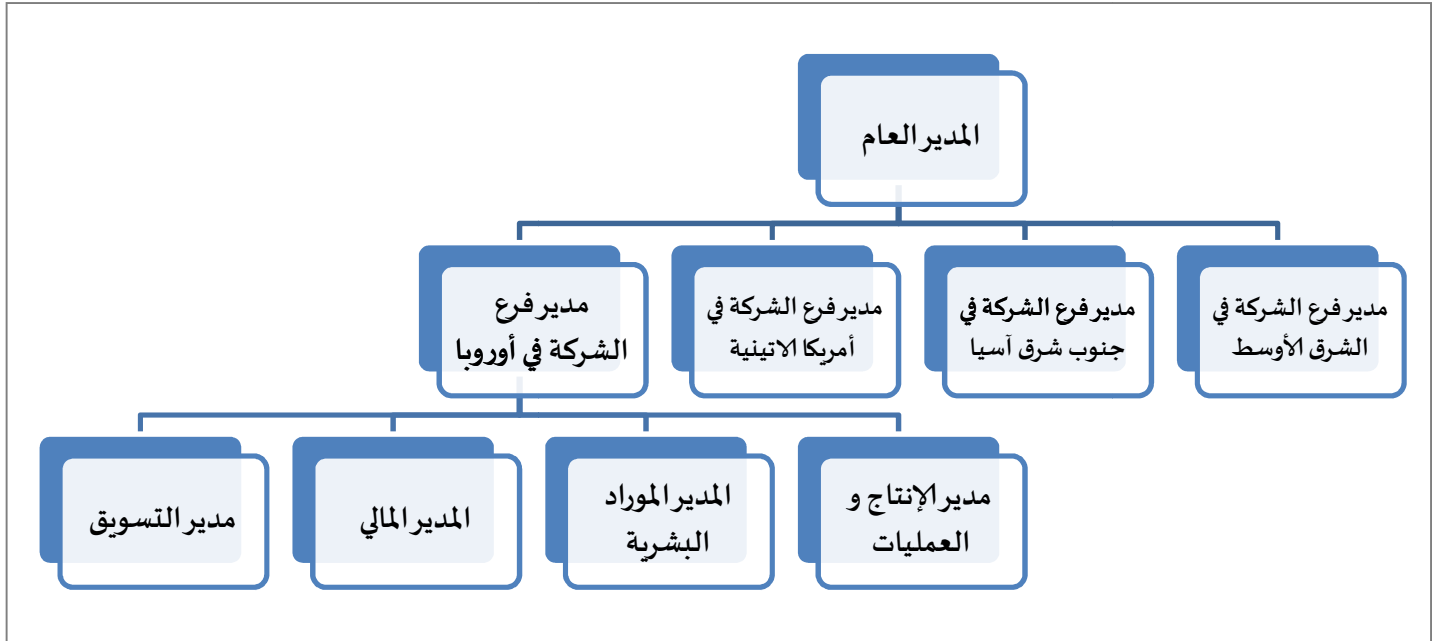 المدير العام
مدير فرع الشركة في
الشرق الأوسط
مدير فرع الشركة في
جنوب شرق آسيا
مدير فرع الشركة في
أمريكا الاتينية
مدير فرع
الشركة في أوروبا
مدير الإنتاج و
العمليات
المدير الموراد
البشرية
المدير المالي
مدير التسويق